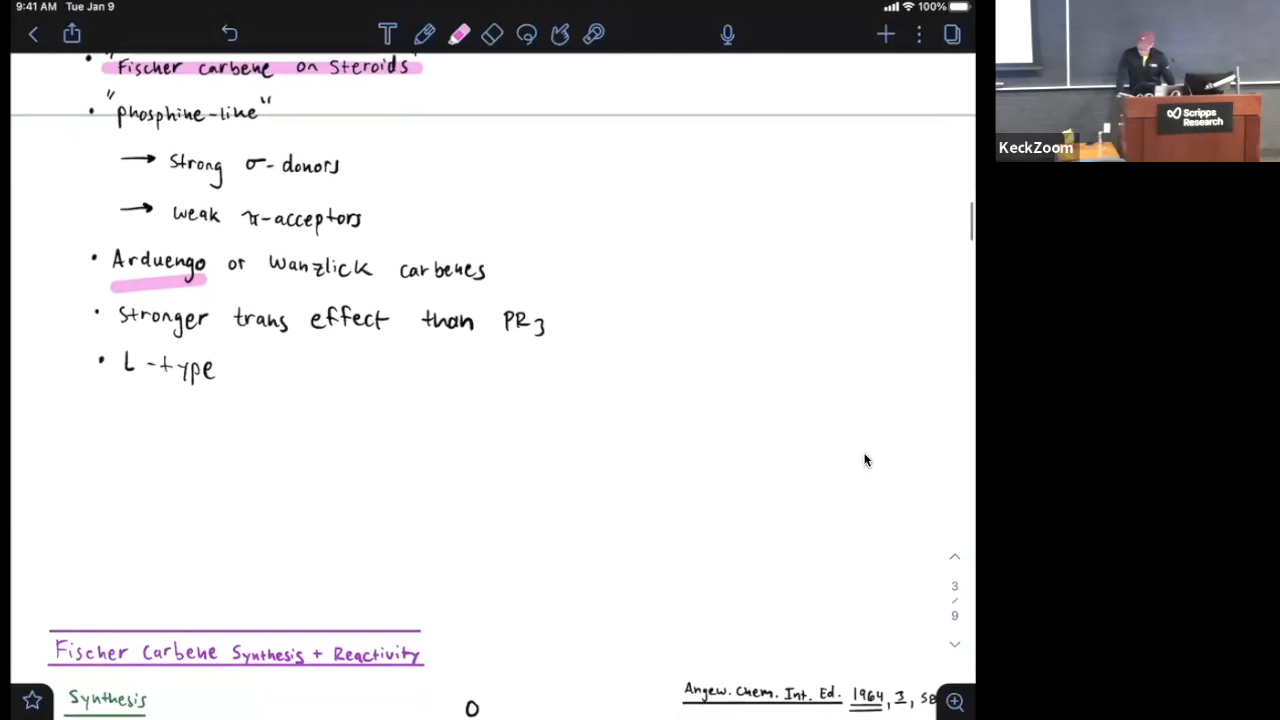 9:41 AM Tue Jan 9
100%
• "Fischer carbene on Steroids"
• "phosphine-like"
→ Strong σ-donors
→ weak π-acceptors
• Arduengo or Wanzlick carbenes
• Stronger trans effect than PR3
• L-type
3
/
9
Fischer Carbene Synthesis + Reactivity
Synthesis
O
Angew. Chem. Int. Ed. 1964, 3,
Scripps
Research
KeckZoom